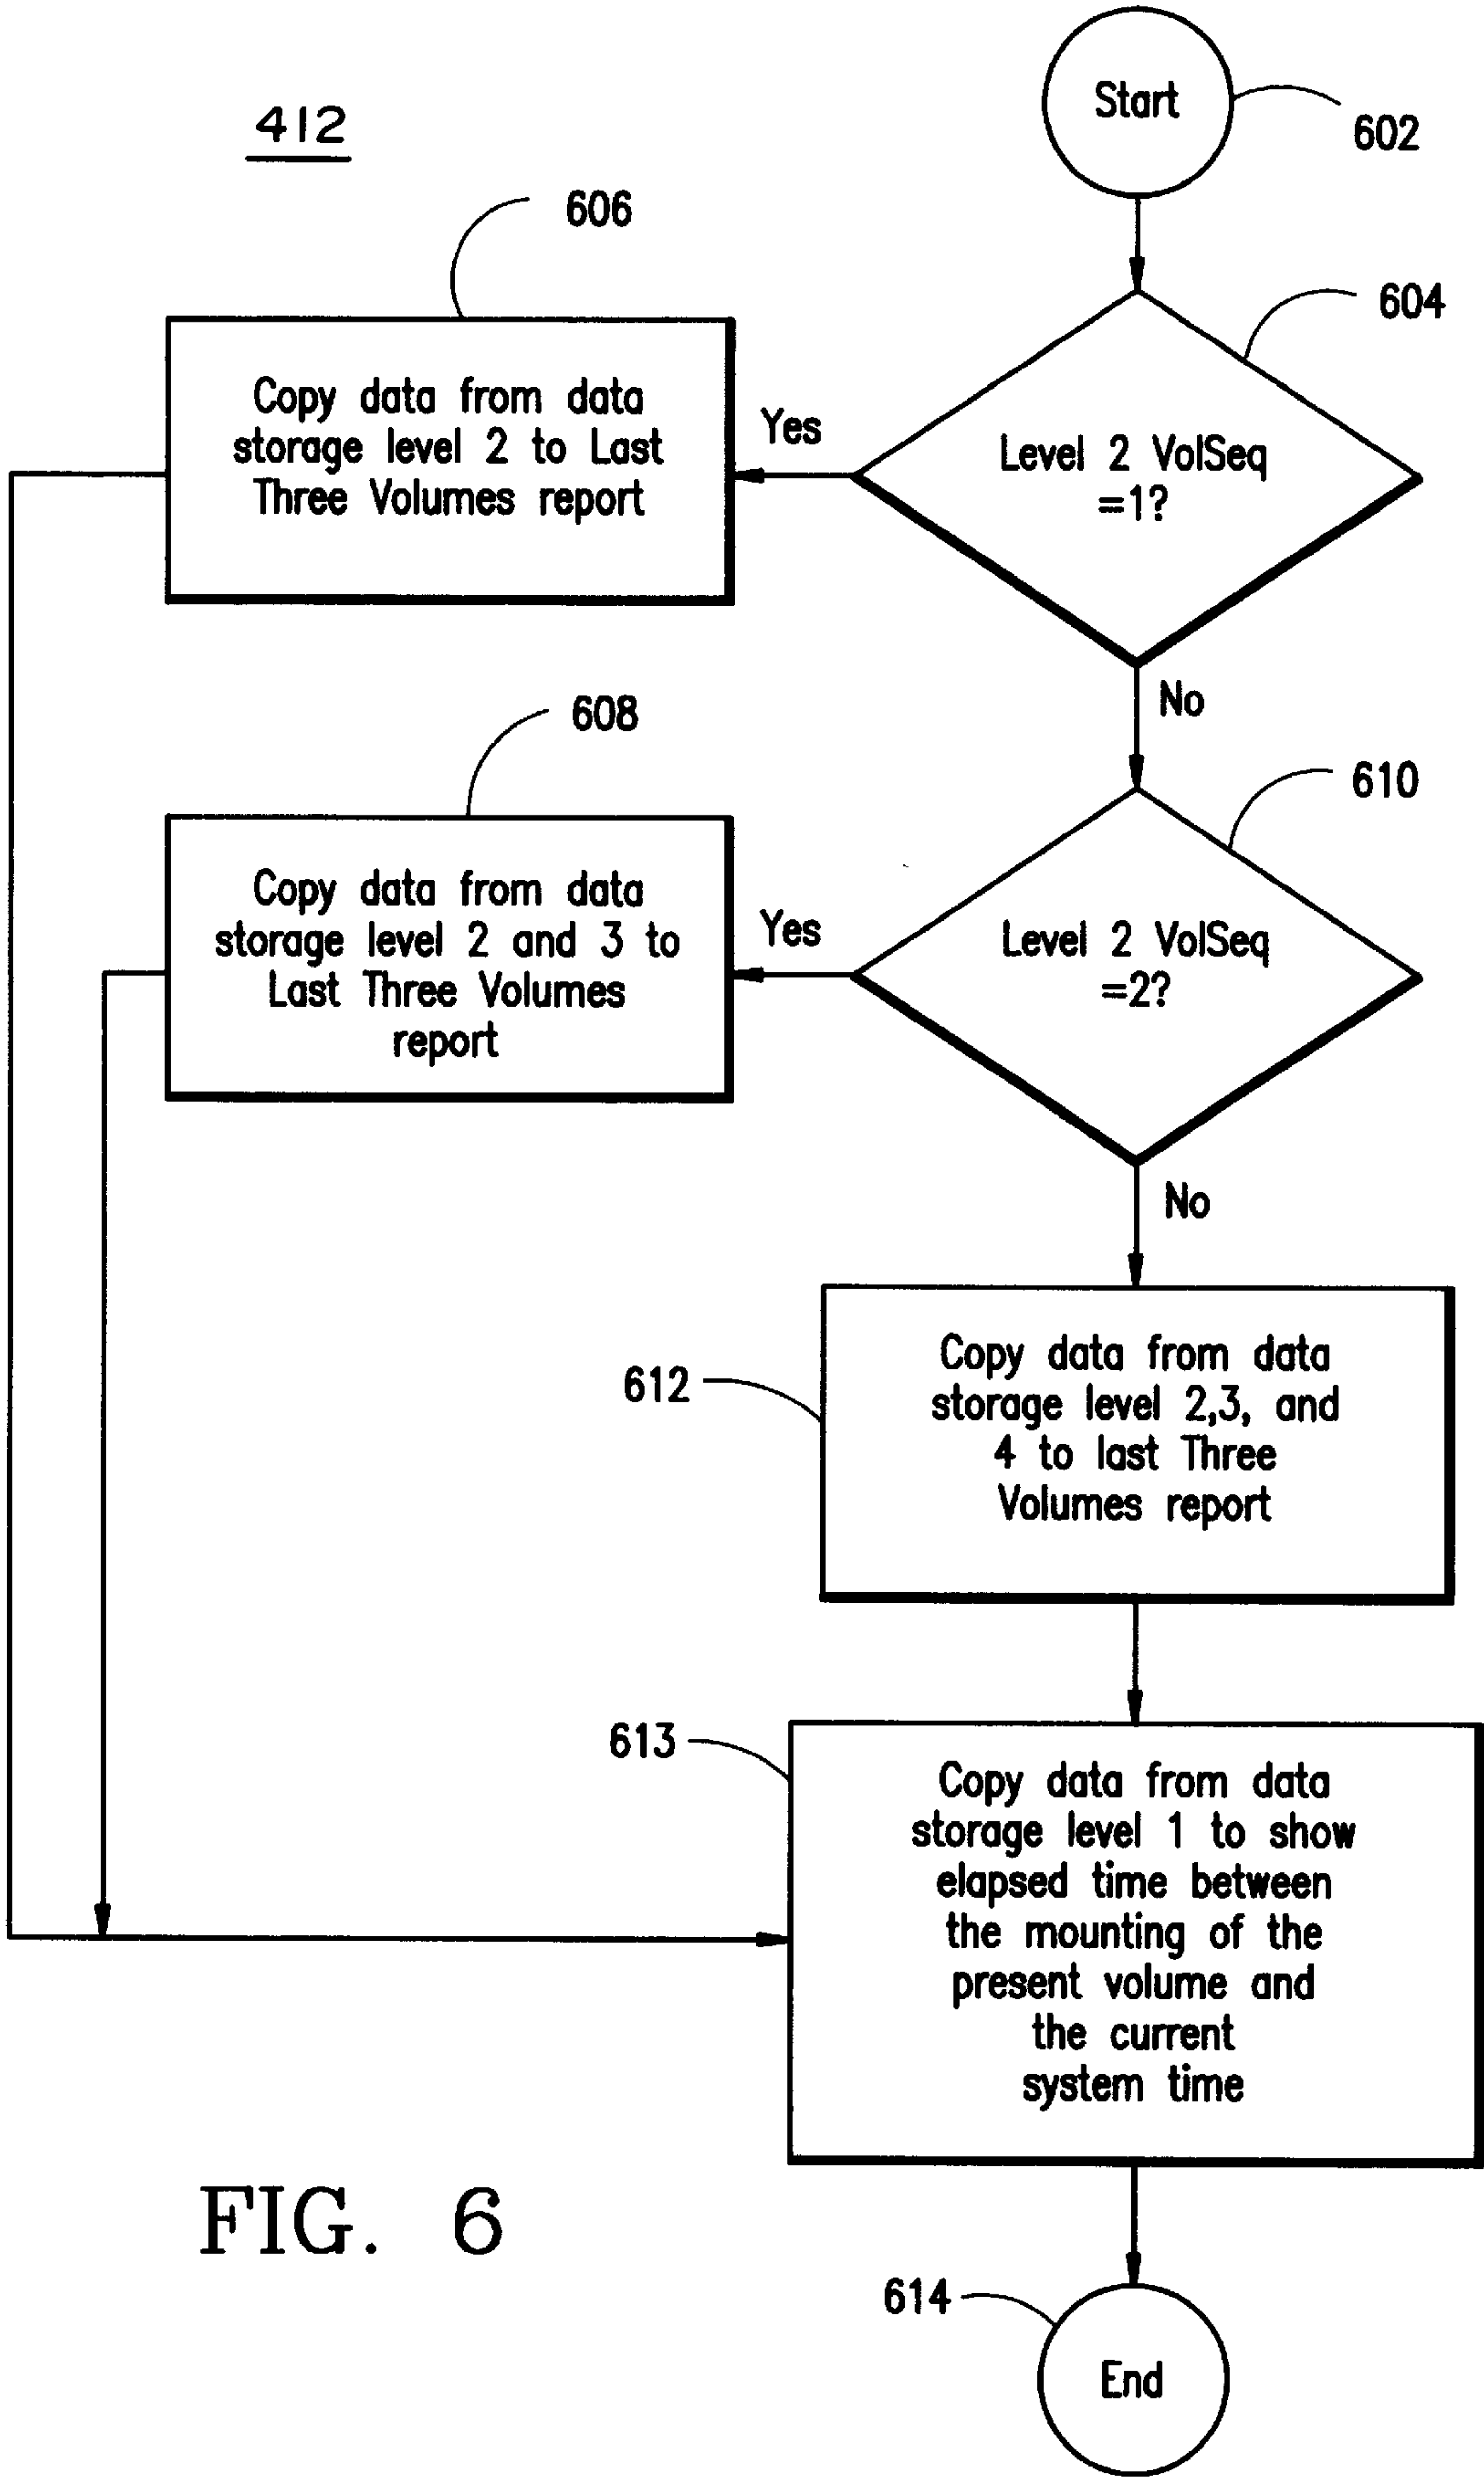 Start
602
412
606
604
Copy data from data
storage level 2 to Last
Three Volumes report
Yes
Level 2 VolSeq
=1?
No
608
610
Copy data from data
storage level 2 and 3 to
Last Three Volumes
report
Yes
Level 2 VolSeq
=2?
No
612
Copy data from data
storage level 2,3, and
4 to last Three
Volumes report
613
Copy data from data
storage level 1 to show
elapsed time between
the mounting of the
present volume and
the current
system time
FIG. 6
614
End